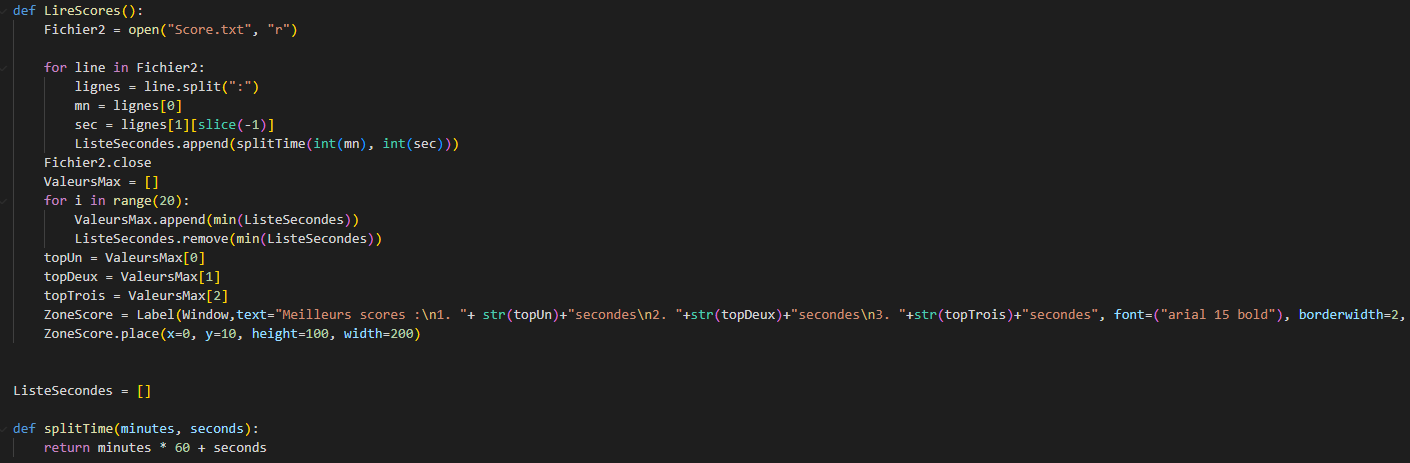 def LireScores():
    Fichier2 = open("Score.txt", "r")
    for line in Fichier2:
        lignes = line.split(":")
        mn = lignes[0]
        sec = lignes[1][slice(-1)]
        ListeSecondes.append(splitTime(int(mn), int(sec)))
    Fichier2.close
    ValeursMax = []
    for i in range(20):
        ValeursMax.append(min(ListeSecondes))
        ListeSecondes.remove(min(ListeSecondes))
    topUn = ValeursMax[0]
    topDeux = ValeursMax[1]
    topTrois = ValeursMax[2]
    ZoneScore = Label(Window,text="Meilleurs scores :\n1. "+ str(topUn)+"secondes\n2. "+str(topDeux)+"secondes\n3. "+str(topTrois)+"secondes", font=("arial 15 bold"), borderwidth=2,
    ZoneScore.place(x=0, y=10, height=100, width=200)
ListeSecondes = []
def splitTime(minutes, seconds):
    return minutes * 60 + seconds